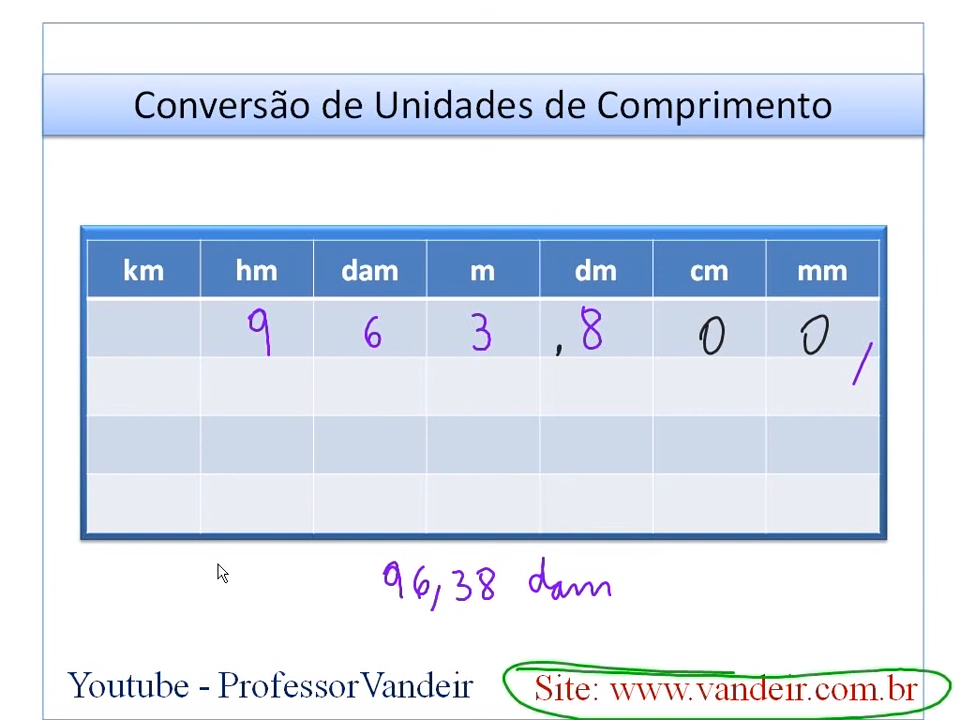 Conversão de Unidades de Comprimento
km hm dam m dm cm mm
9 6 3 , 8 0 0 ,
96,38 dam
Youtube - ProfessorVandeir
Site: www.vandeir.com.br